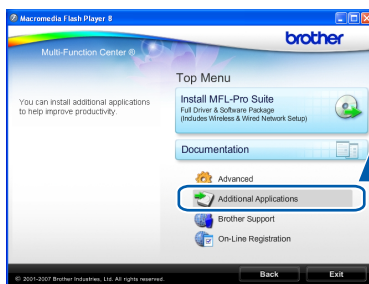 Macromedia Flash Player 8
brother
Multi-Function Center ®
Top Menu
You can install additional applications
to help improve productivity.
Install MFL-Pro Suite
Full Driver & Software Package
(Includes Wireless & Wired Network Setup)
Documentation
Advanced
Additional Applications
Brother Support
On-Line Registration
© 2001-2007 Brother Industries, Ltd. All rights reserved.
Back
Exit